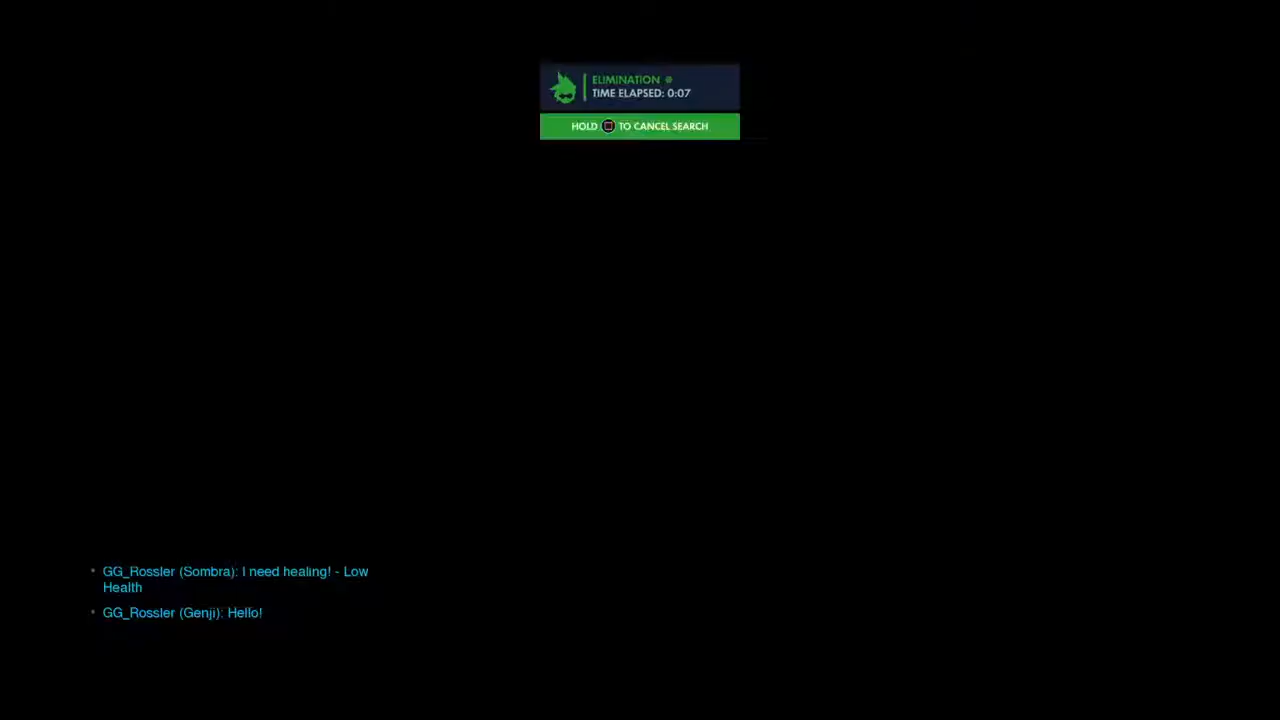 ELIMINATION
TIME ELAPSED: 0:07
HOLD TO CANCEL SEARCH
GG_Rossler (Sombra): I need healing! - Low
Health
GG_Rossler (Genji): Hello!